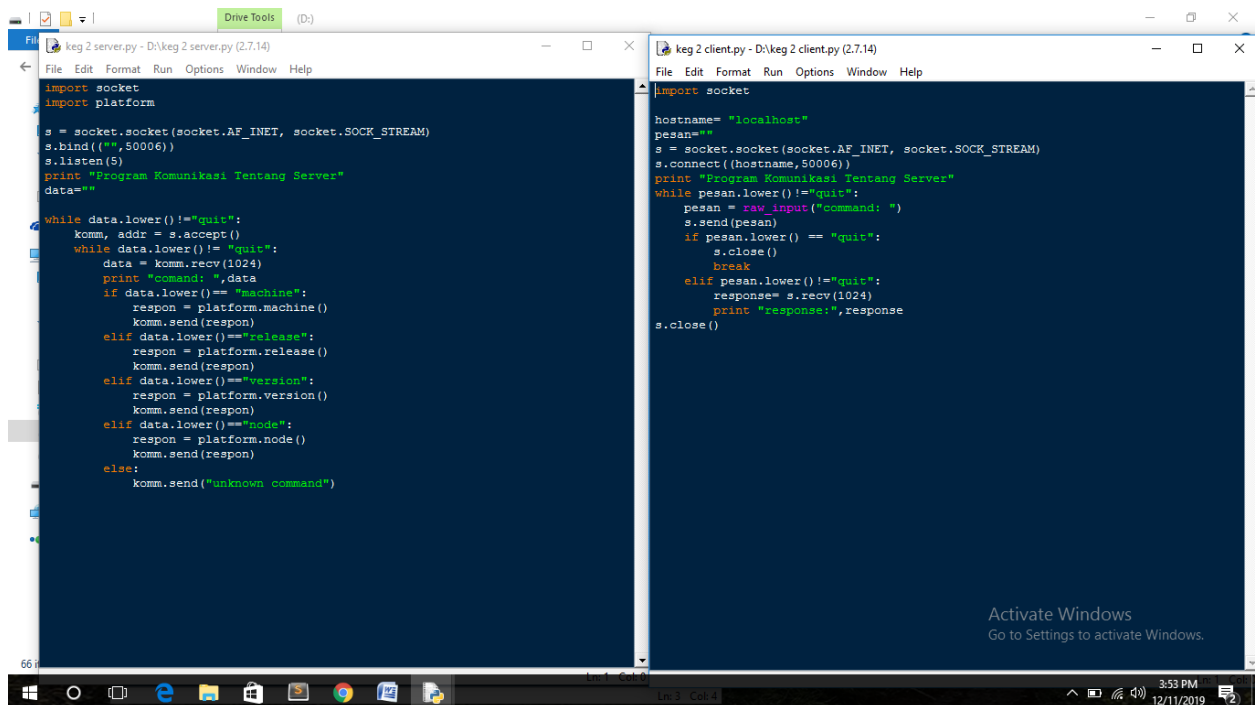 Drive Tools (D:)
File
keg 2 server.py - D:\keg 2 server.py (2.7.14)
File Edit Format Run Options Window Help
import socket
import platform

s = socket.socket(socket.AF_INET, socket.SOCK_STREAM)
s.bind(("",50006))
s.listen(5)
print "Program Komunikasi Tentang Server"
data=""

while data.lower()!="quit":
    komm, addr = s.accept()
    while data.lower()!= "quit":
        data = komm.recv(1024)
        print "comand: ",data
        if data.lower()== "machine":
            respon = platform.machine()
            komm.send(respon)
        elif data.lower()=="release":
            respon = platform.release()
            komm.send(respon)
        elif data.lower()=="version":
            respon = platform.version()
            komm.send(respon)
        elif data.lower()=="node":
            respon = platform.node()
            komm.send(respon)
        else:
            komm.send("unknown command")
Ln: 1 Col: 0
keg 2 client.py - D:\keg 2 client.py (2.7.14)
File Edit Format Run Options Window Help
import socket

hostname= "localhost"
pesan=""
s = socket.socket(socket.AF_INET, socket.SOCK_STREAM)
s.connect((hostname,50006))
print "Program Komunikasi Tentang Server"
while pesan.lower()!="quit":
    pesan = raw_input("command: ")
    s.send(pesan)
    if pesan.lower() == "quit":
        s.close()
        break
    elif pesan.lower()!="quit":
        response= s.recv(1024)
        print "response:",response
s.close()
Activate Windows
Go to Settings to activate Windows.
66
Ln: 3 Col: 4
3:53 PM
12/11/2019
2